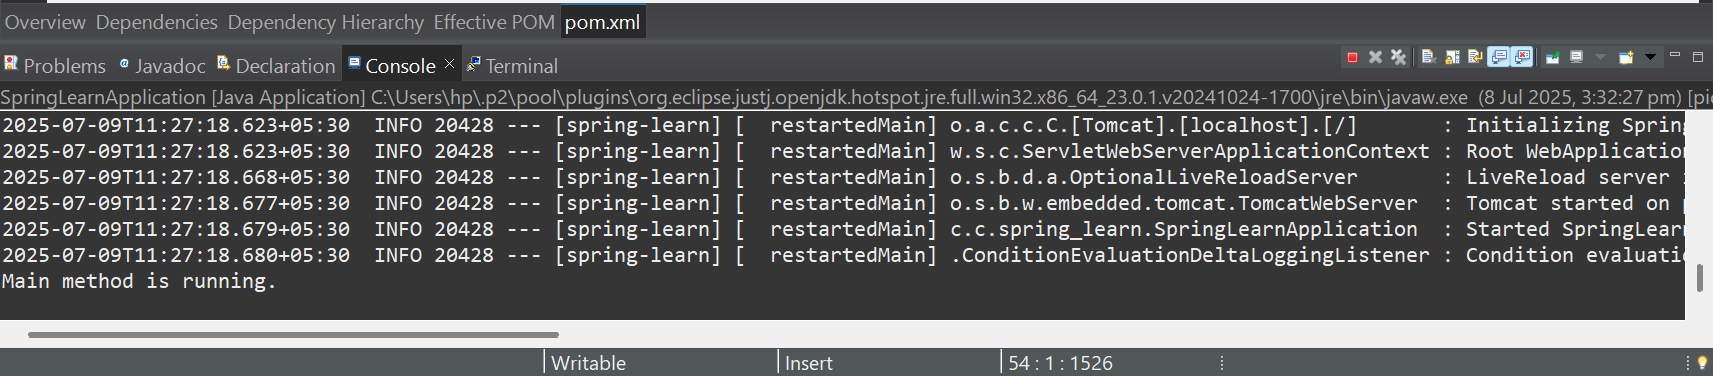 Overview Dependencies Dependency Hierarchy Effective POM pom.xml
Problems @ Javadoc Declaration Console Terminal
SpringLearnApplication [Java Application] C:\Users\hp\.p2\pool\plugins\org.eclipse.justj.openjdk.hotspot.jre.full.win32.x86_64_23.0.1.v20241024-1700\jre\bin\javaw.exe (8 Jul 2025, 3:32:27 pm) [pic
2025-07-09T11:27:18.623+05:30  INFO 20428 --- [spring-learn] [  restartedMain] o.a.c.c.C.[Tomcat].[localhost].[/]       : Initializing Spring
2025-07-09T11:27:18.623+05:30  INFO 20428 --- [spring-learn] [  restartedMain] w.s.c.ServletWebServerApplicationContext : Root WebApplication
2025-07-09T11:27:18.668+05:30  INFO 20428 --- [spring-learn] [  restartedMain] o.s.b.d.a.OptionalLiveReloadServer       : LiveReload server
2025-07-09T11:27:18.677+05:30  INFO 20428 --- [spring-learn] [  restartedMain] o.s.b.w.embedded.tomcat.TomcatWebServer  : Tomcat started on
2025-07-09T11:27:18.679+05:30  INFO 20428 --- [spring-learn] [  restartedMain] c.c.spring_learn.SpringLearnApplication  : Started SpringLearn
2025-07-09T11:27:18.680+05:30  INFO 20428 --- [spring-learn] [  restartedMain] .ConditionEvaluationDeltaLoggingListener : Condition evaluati
Main method is running.
Writable Insert 54 : 1 : 1526